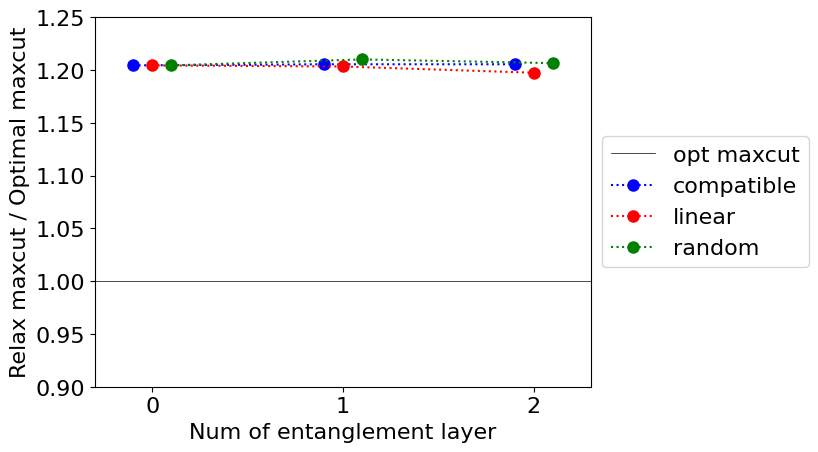 Relax maxcut / Optimal maxcut
1.25
1.20
1.15
1.10
1.05
1.00
0.95
0.90
0
1
2
Num of entanglement layer
opt maxcut
compatible
linear
random